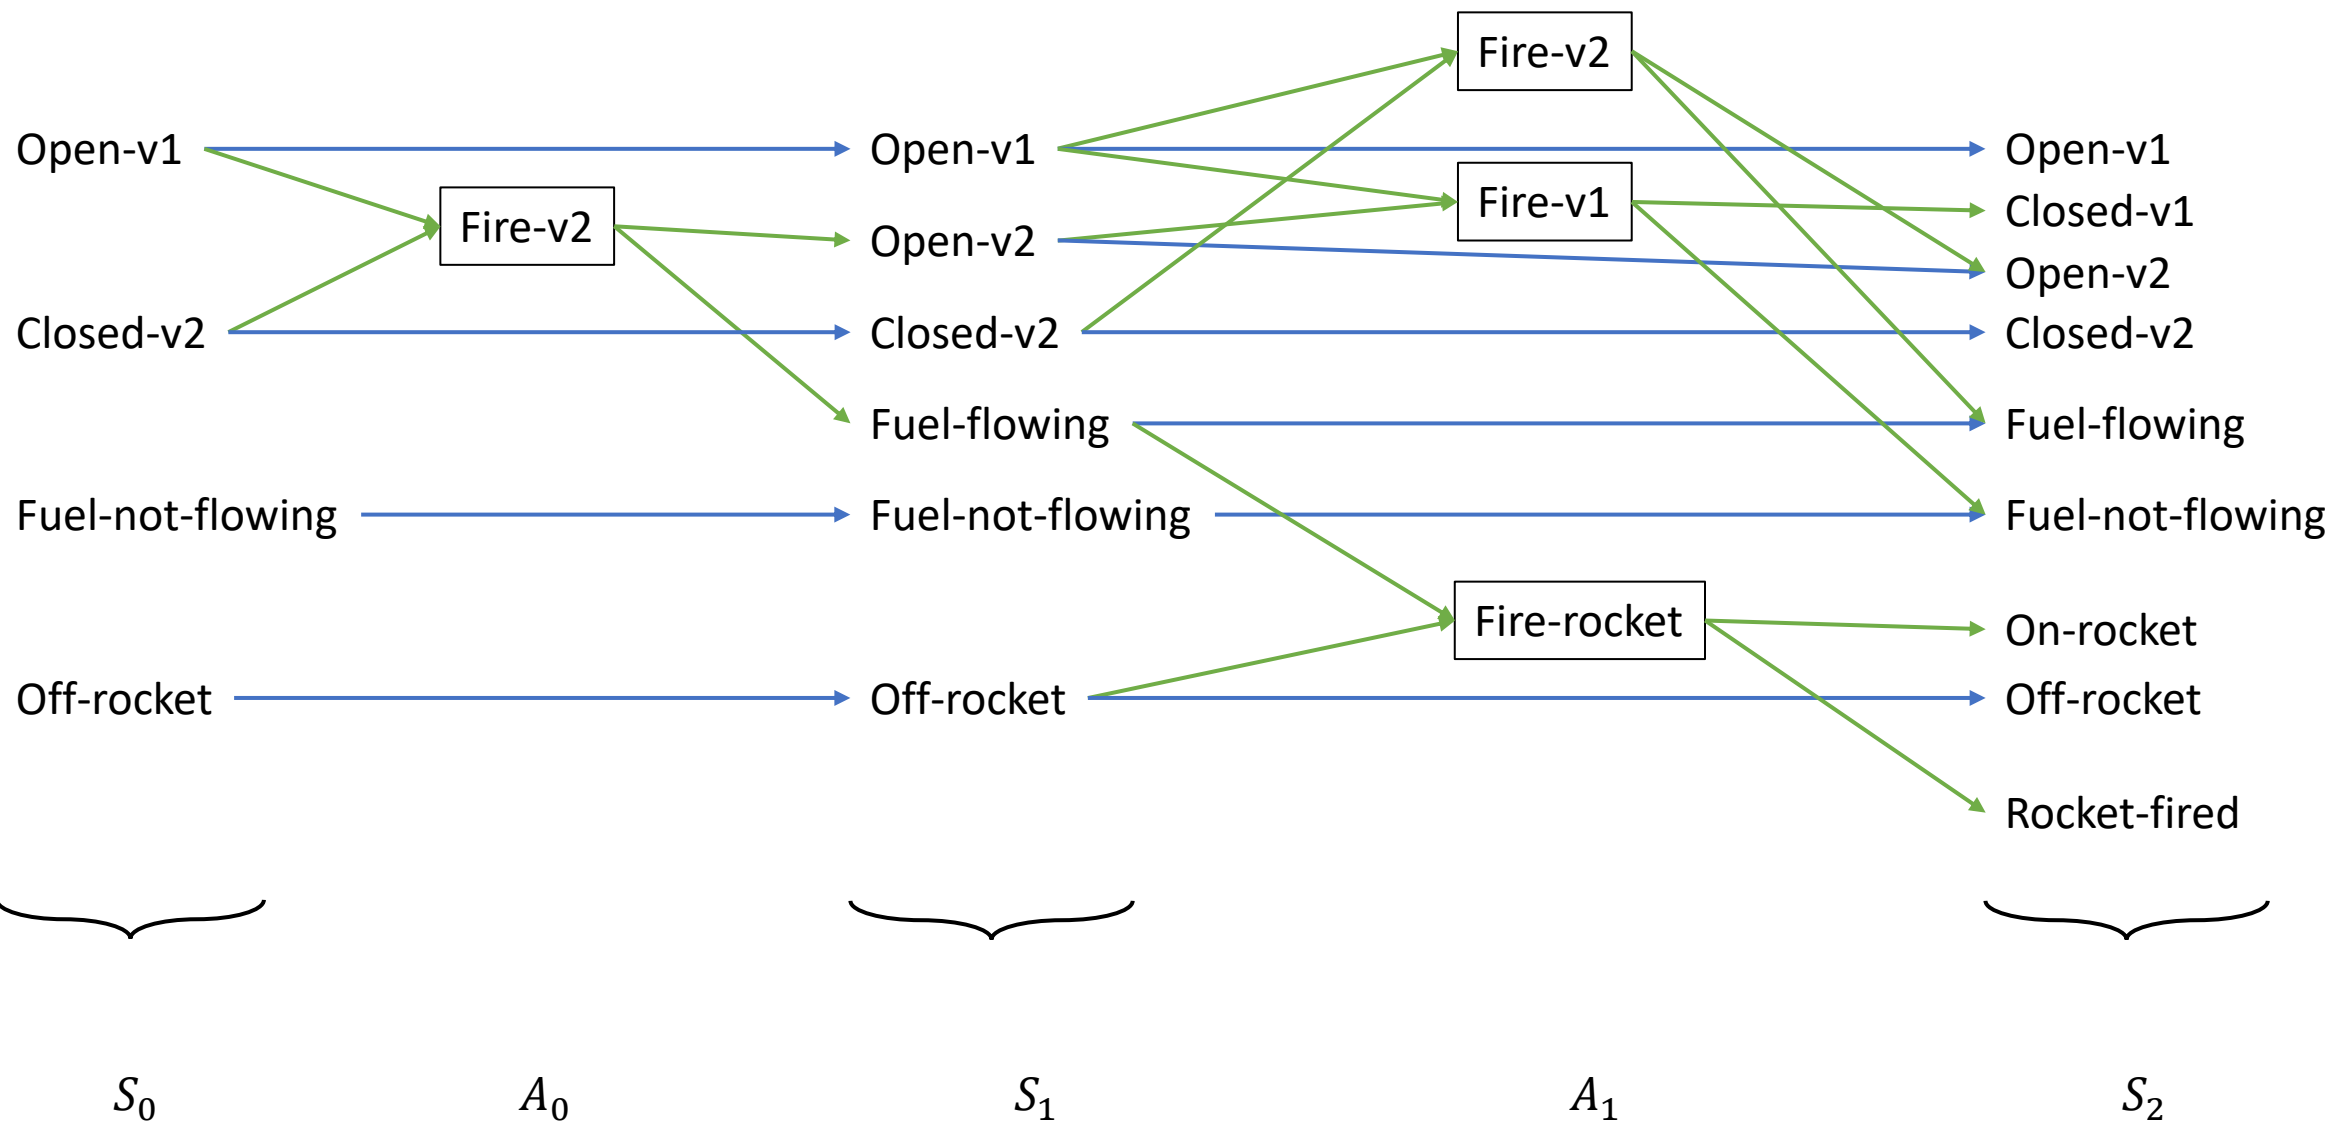 Fire-v2
Open-v1
Open-v1
Open-v1
Fire-v2
Fire-v1
Closed-v1
Open-v2
Open-v2
Closed-v2
Closed-v2
Closed-v2
Fuel-flowing
Fuel-flowing
Fuel-not-flowing
Fuel-not-flowing
Fuel-not-flowing
Fire-rocket
On-rocket
Off-rocket
Off-rocket
Off-rocket
Rocket-fired
S₀
A₀
S₁
A₁
S₂